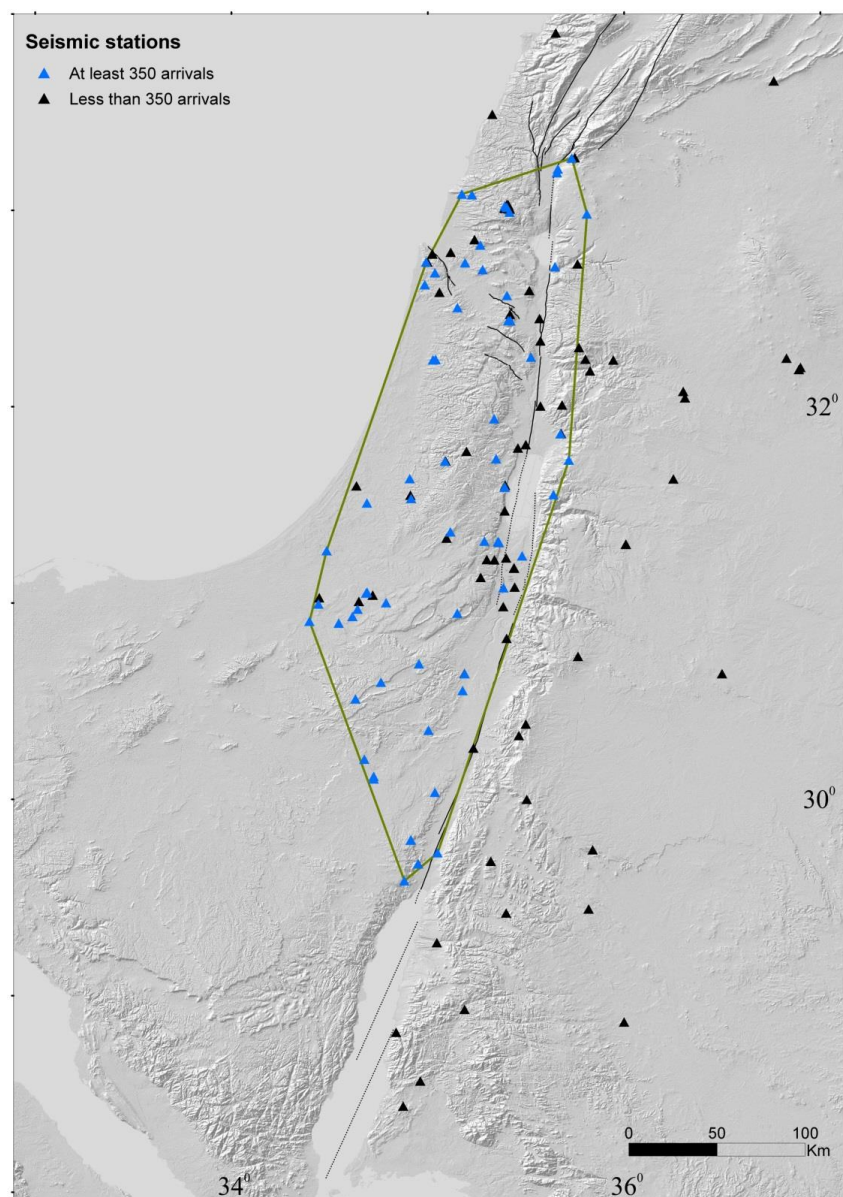 Seismic stations
At least 350 arrivals
Less than 350 arrivals
32⁰
30⁰
0 50 100
Km
34⁰ 36⁰